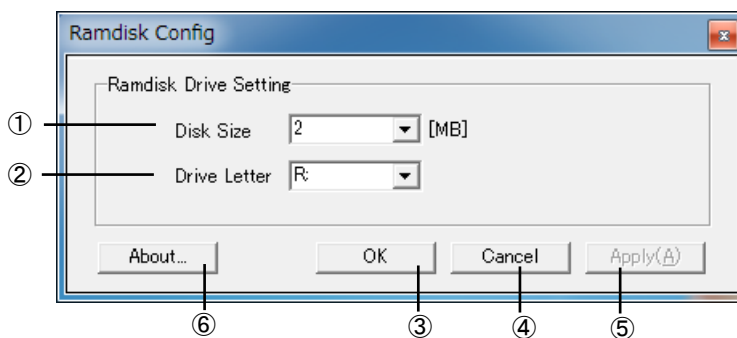 Ramdisk Config
Ramdisk Drive Setting
① Disk Size 2 [MB]
② Drive Letter R:
About... OK Cancel Apply(A)
⑥ ③ ④ ⑤